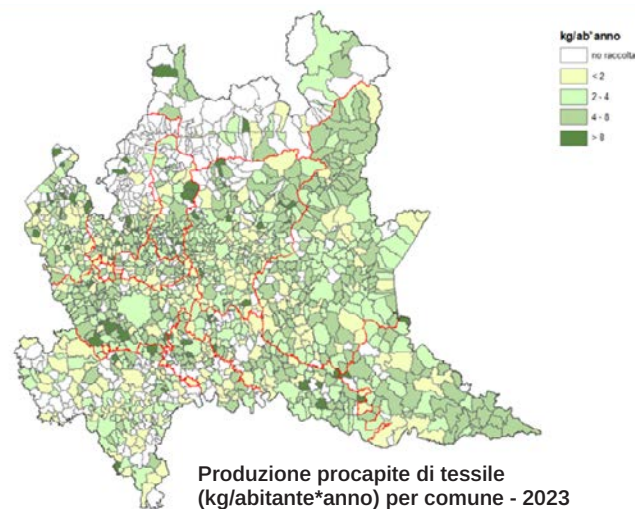 kg/ab*anno
no raccolta
< 2
2 - 4
4 - 8
> 8
Produzione procapite di tessile
(kg/abitante*anno) per comune - 2023